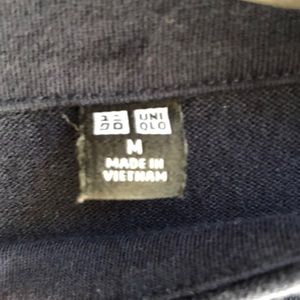 ユニ UNI
クロ QLO
M
MADE IN
VIETNAM